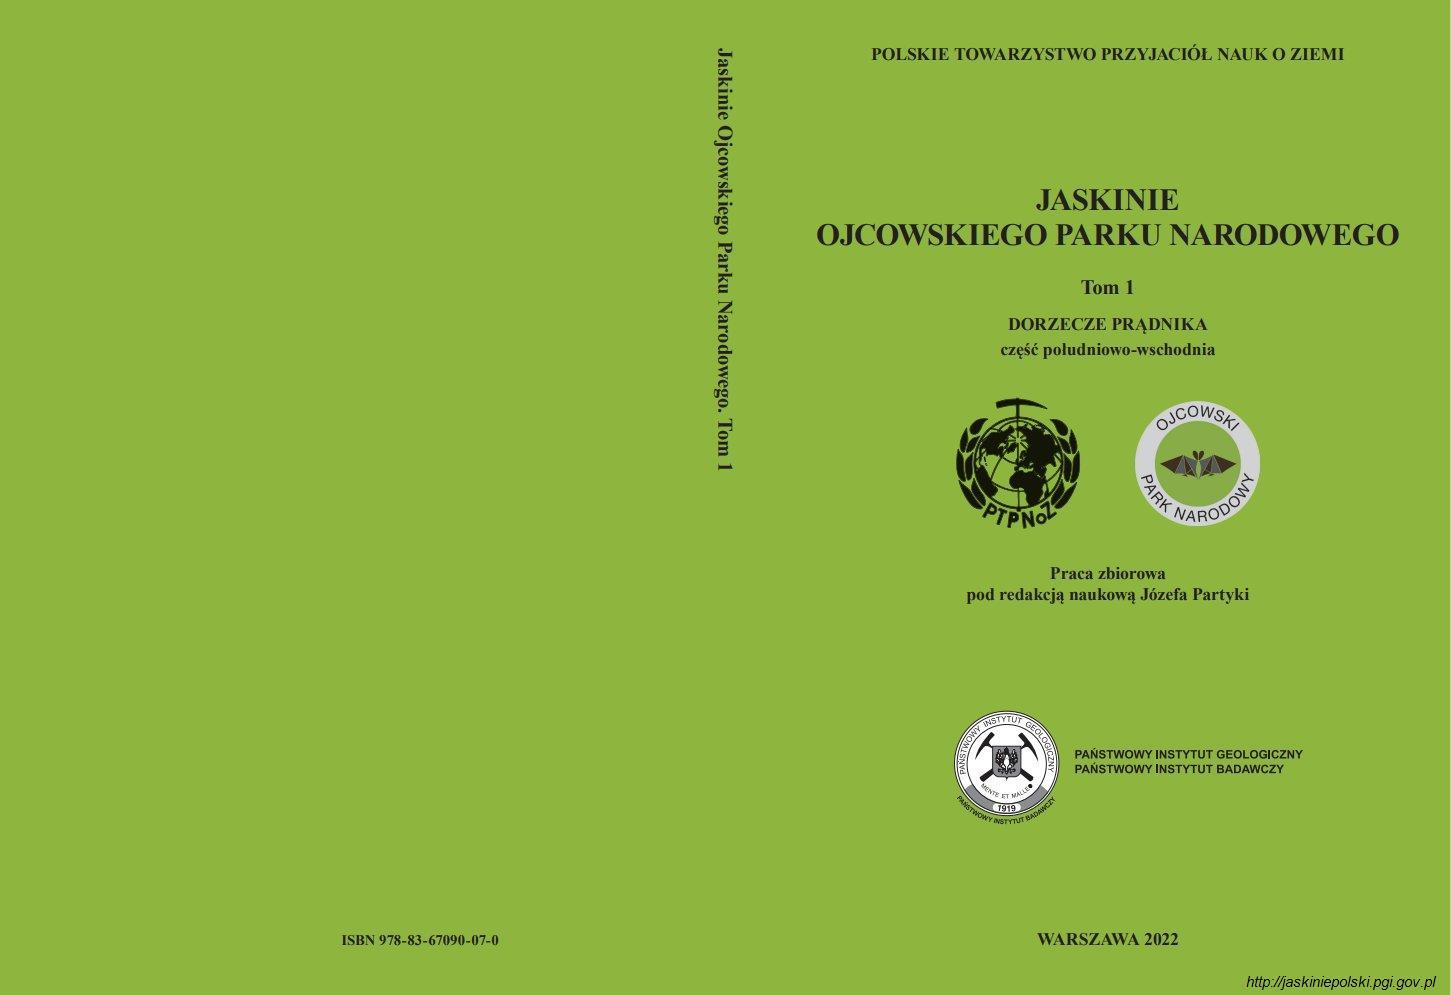 POLSKIE TOWARZYSTWO PRZYJACIÓŁ NAUK O ZIEMI
JASKINIE
OJCOWSKIEGO PARKU NARODOWEGO
Tom 1
DORZECZE PRĄDNIKA
część południowo-wschodnia
PTPNoZ
OJCOWSKI
PARK NARODOWY
Praca zbiorowa
pod redakcją naukową Józefa Partyki
PAŃSTWOWY INSTYTUT GEOLOGICZNY
MENTE ET MALLEO
1919
PAŃSTWOWY INSTYTUT BADAWCZY
PAŃSTWOWY INSTYTUT GEOLOGICZNY
PAŃSTWOWY INSTYTUT BADAWCZY
WARSZAWA 2022
Jaskinie Ojcowskiego Parku Narodowego. Tom 1
ISBN 978-83-67090-07-0
http://jaskiniepolski.pgi.gov.pl